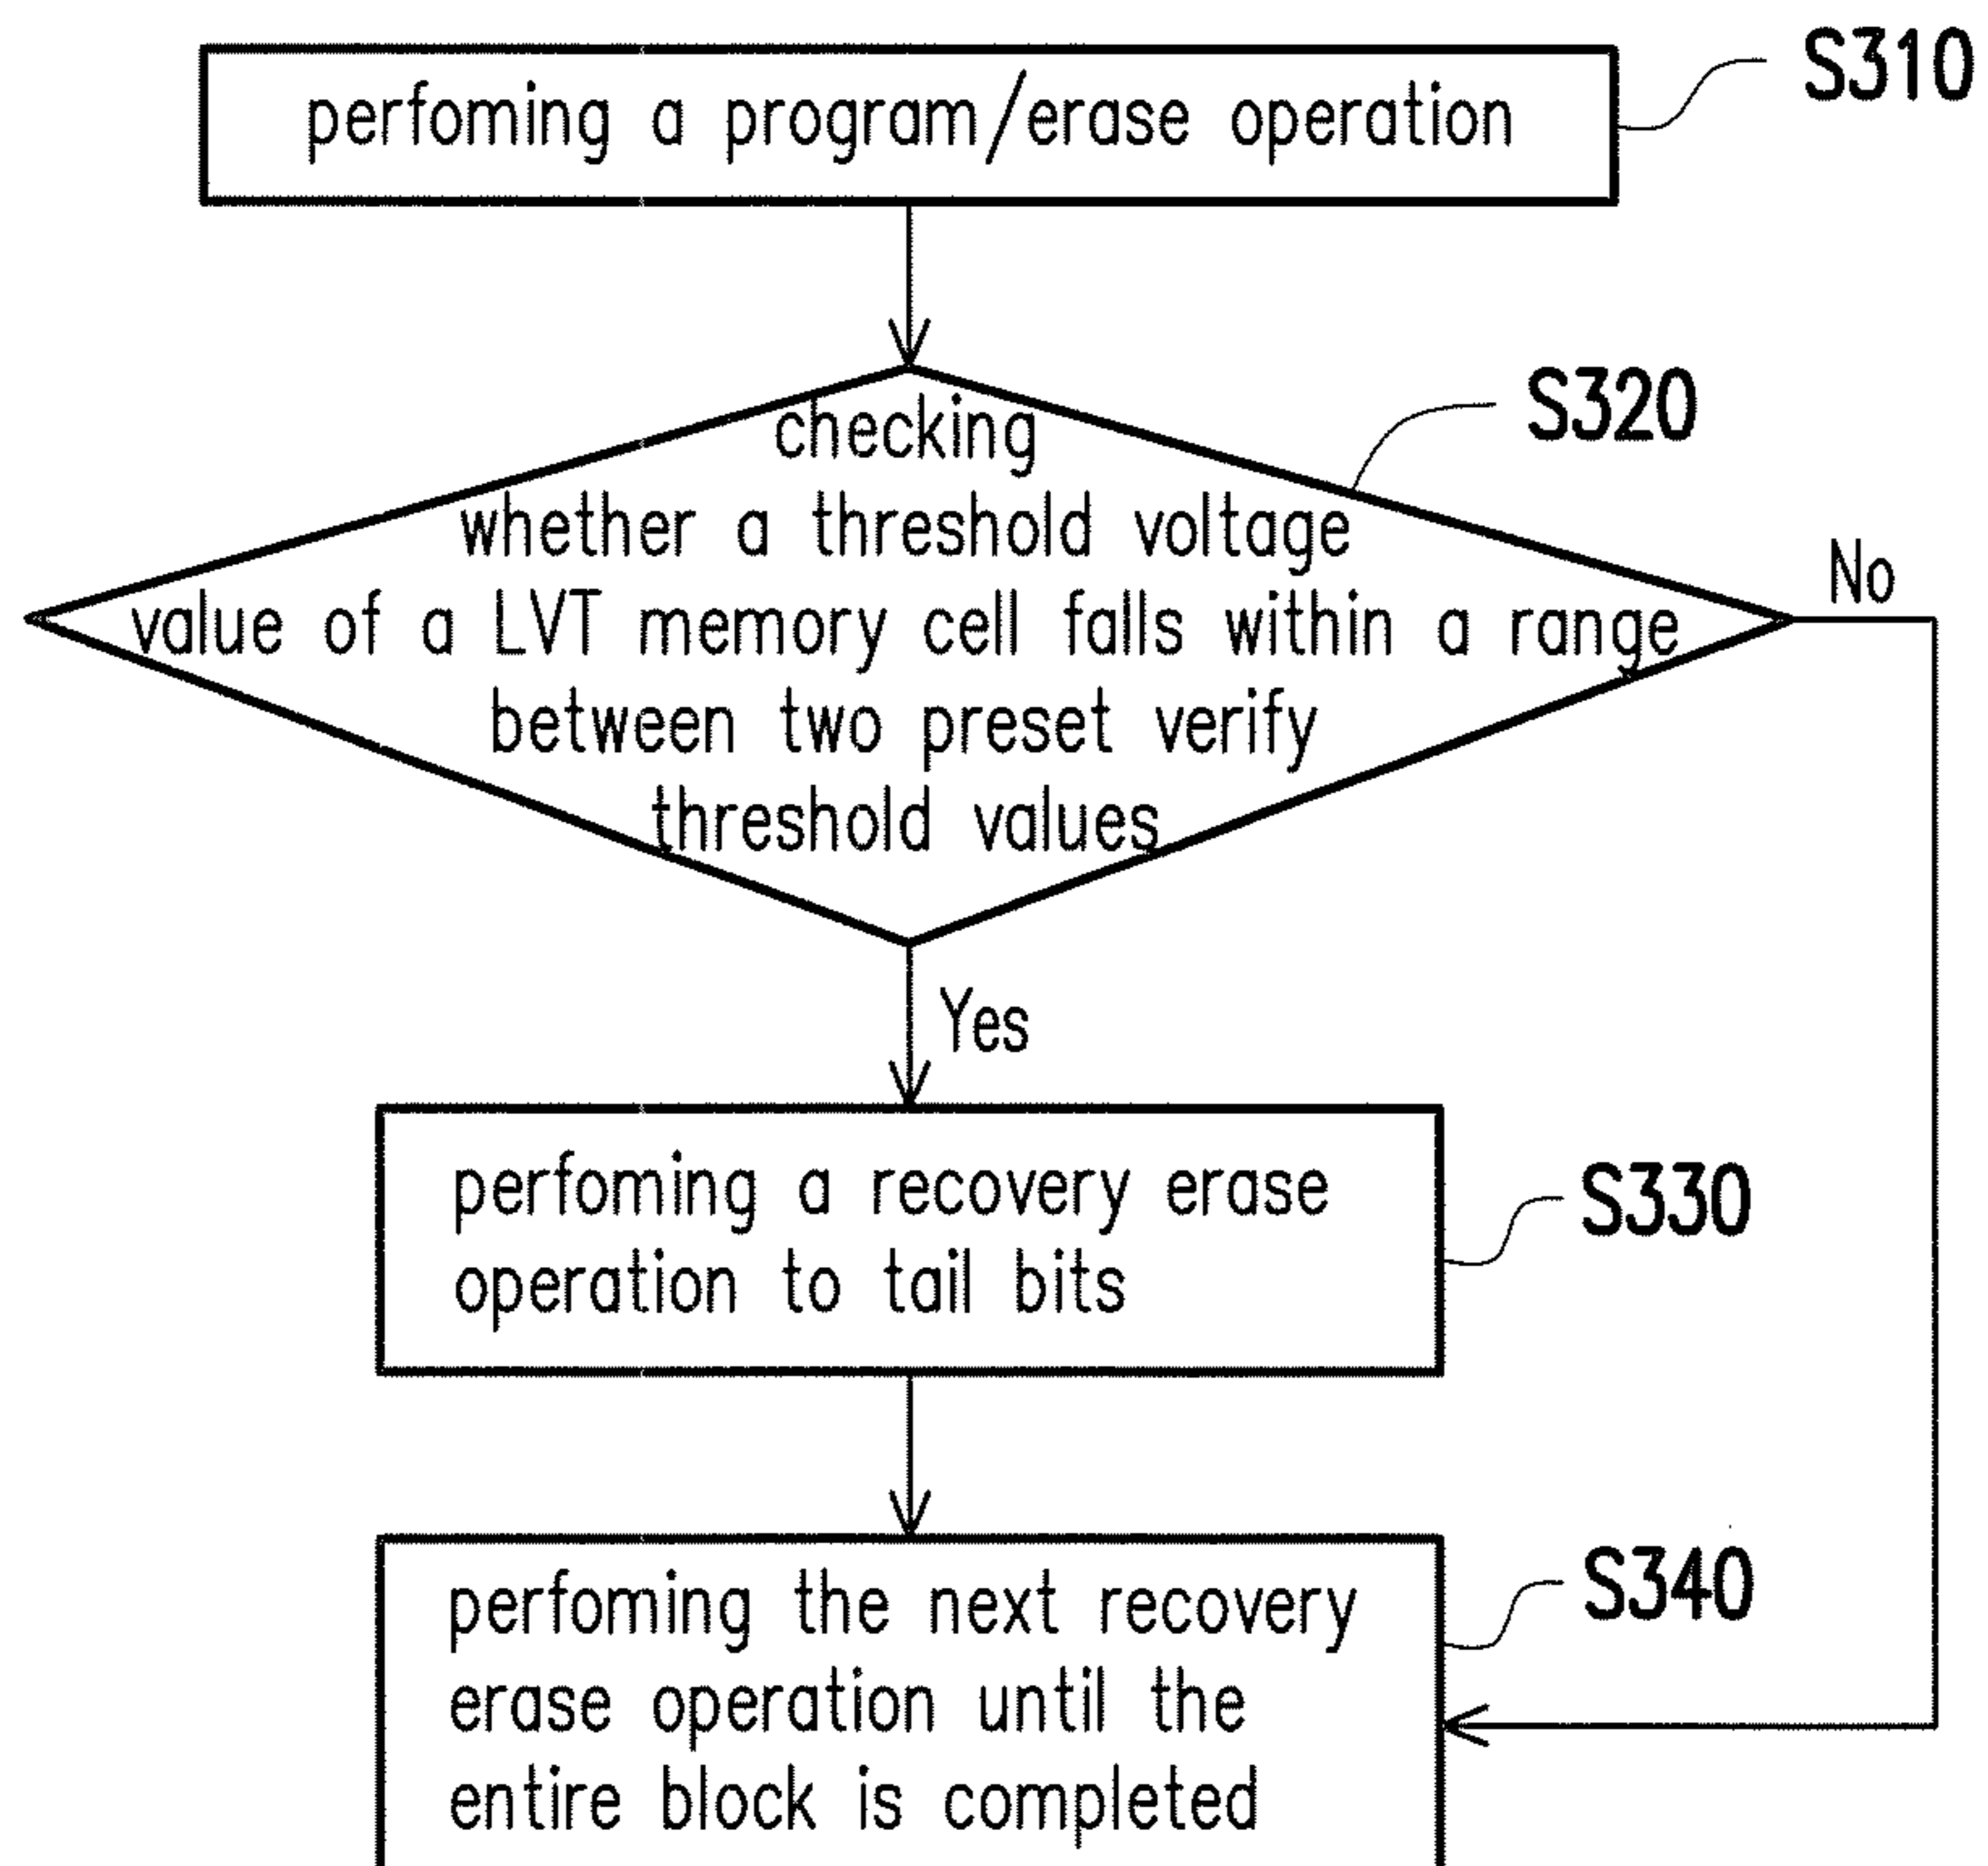 perfoming a program/erase operation
S310
checking
whether a threshold voltage
value of a LVT memory cell falls within a range
between two preset verify
threshold values
S320
No
Yes
perfoming a recovery erase
operation to tail bits
S330
perfoming the next recovery
erase operation until the
entire block is completed
S340